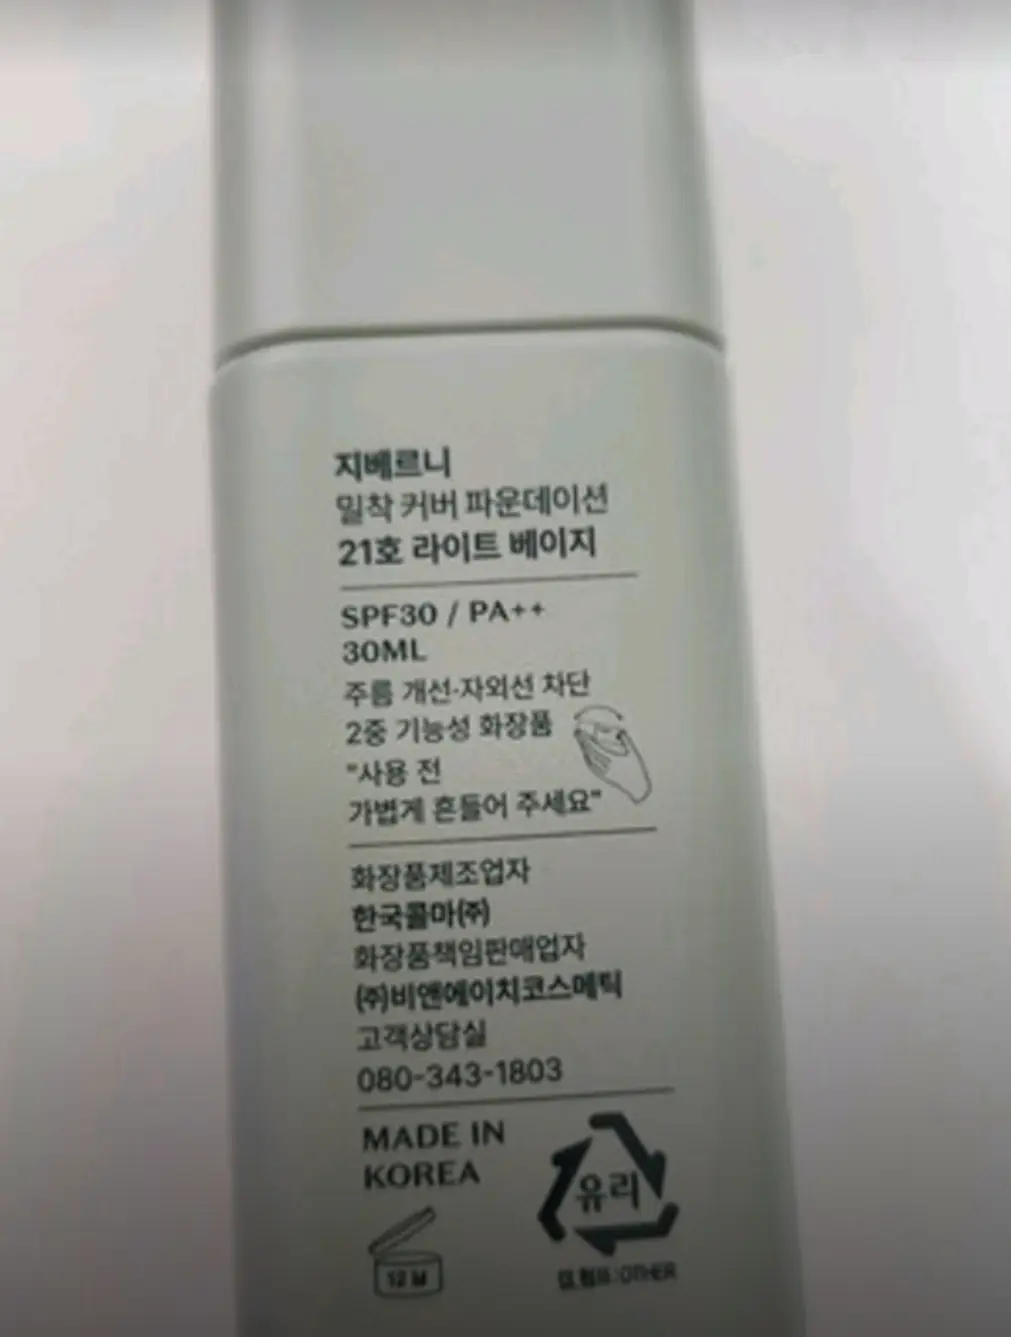 지베르니
밀착 커버 파운데이션
21호 라이트 베이지
SPF30 / PA++
30ML
주름 개선·자외선 차단
2중 기능성 화장품
"사용 전
가볍게 흔들어 주세요"
화장품제조업자
한국콜마(주)
화장품책임판매업자
(주)비앤에이치코스메틱
고객상담실
080-343-1803
MADE IN
KOREA
유리
12 M
캡,펌프:OTHER